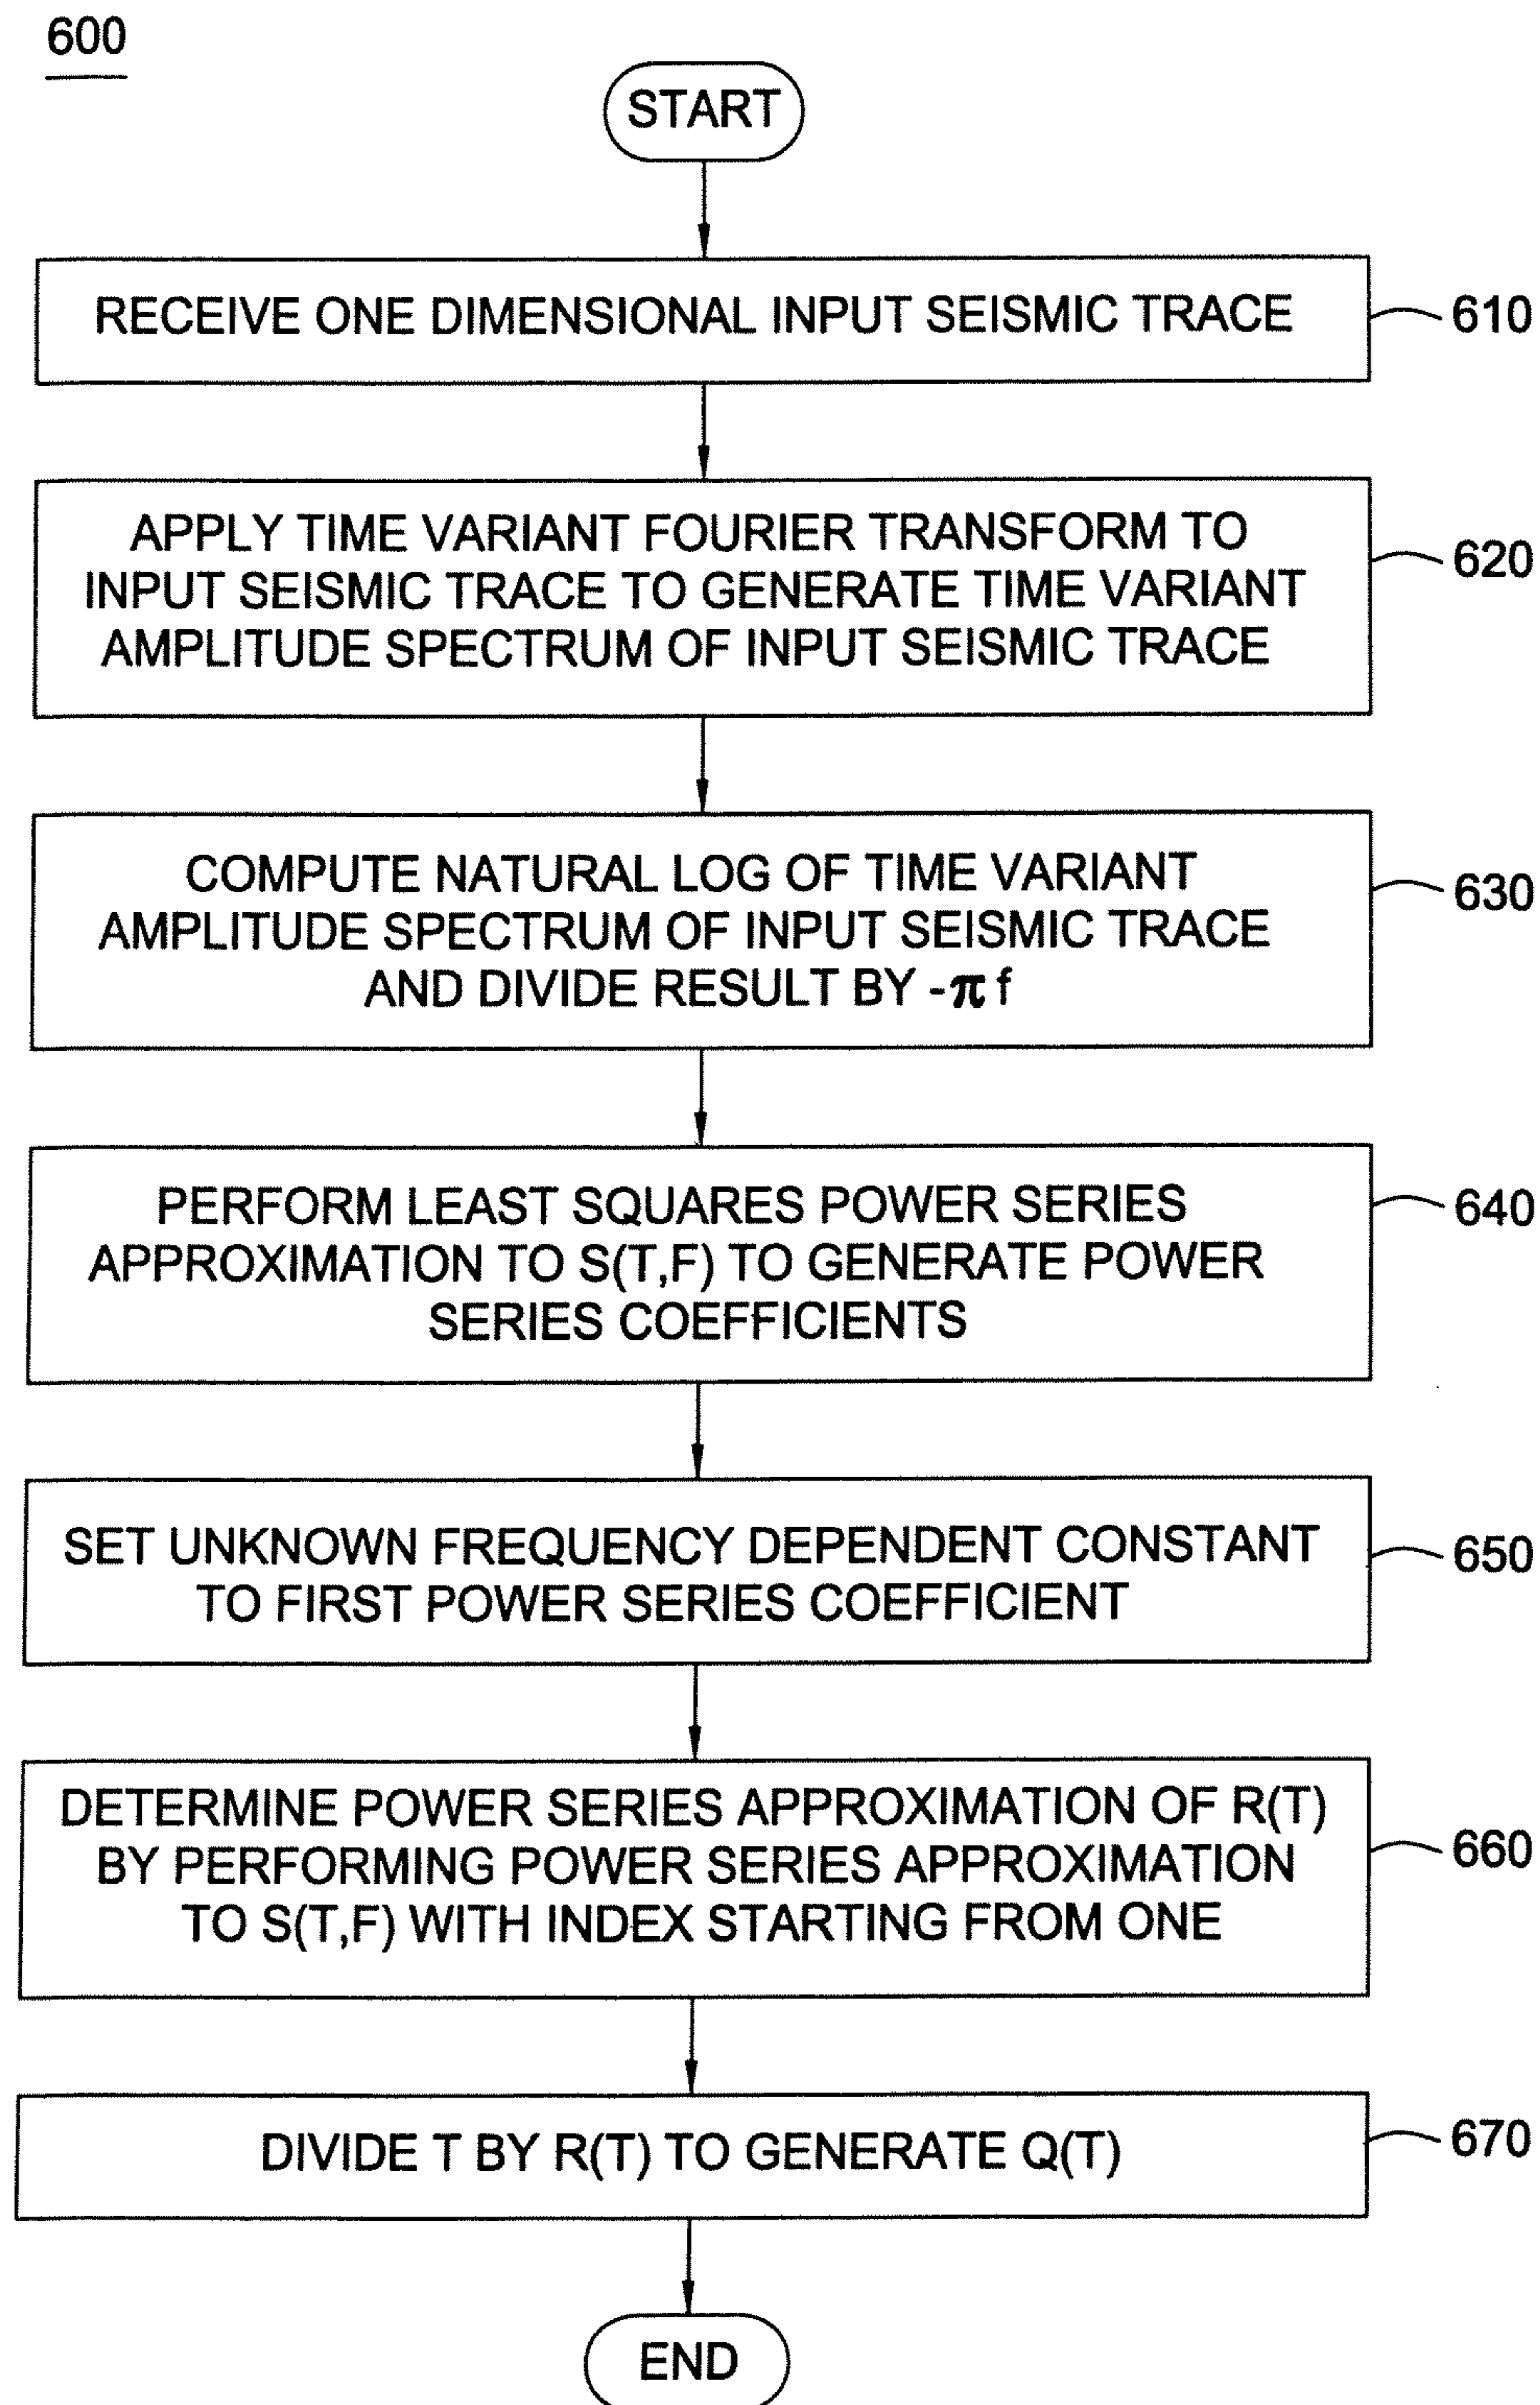 600
START
RECEIVE ONE DIMENSIONAL INPUT SEISMIC TRACE
610
APPLY TIME VARIANT FOURIER TRANSFORM TO
INPUT SEISMIC TRACE TO GENERATE TIME VARIANT
AMPLITUDE SPECTRUM OF INPUT SEISMIC TRACE
620
COMPUTE NATURAL LOG OF TIME VARIANT
AMPLITUDE SPECTRUM OF INPUT SEISMIC TRACE
AND DIVIDE RESULT BY -π f
630
PERFORM LEAST SQUARES POWER SERIES
APPROXIMATION TO S(T,F) TO GENERATE POWER
SERIES COEFFICIENTS
640
SET UNKNOWN FREQUENCY DEPENDENT CONSTANT
TO FIRST POWER SERIES COEFFICIENT
650
DETERMINE POWER SERIES APPROXIMATION OF R(T)
BY PERFORMING POWER SERIES APPROXIMATION
TO S(T,F) WITH INDEX STARTING FROM ONE
660
DIVIDE T BY R(T) TO GENERATE Q(T)
670
END